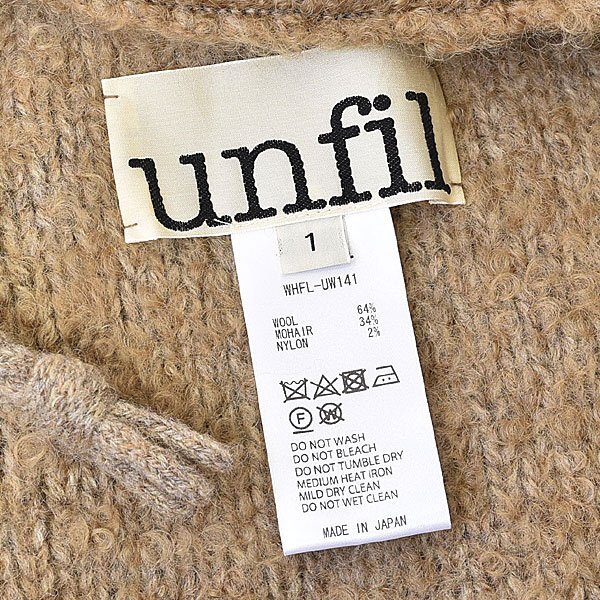 unfil
1
WHFL-UW141
WOOL 64%
MOHAIR 34%
NYLON 2%
F W
DO NOT WASH
DO NOT BLEACH
DO NOT TUMBLE DRY
MEDIUM HEAT IRON
MILD DRY CLEAN
DO NOT WET CLEAN
MADE IN JAPAN